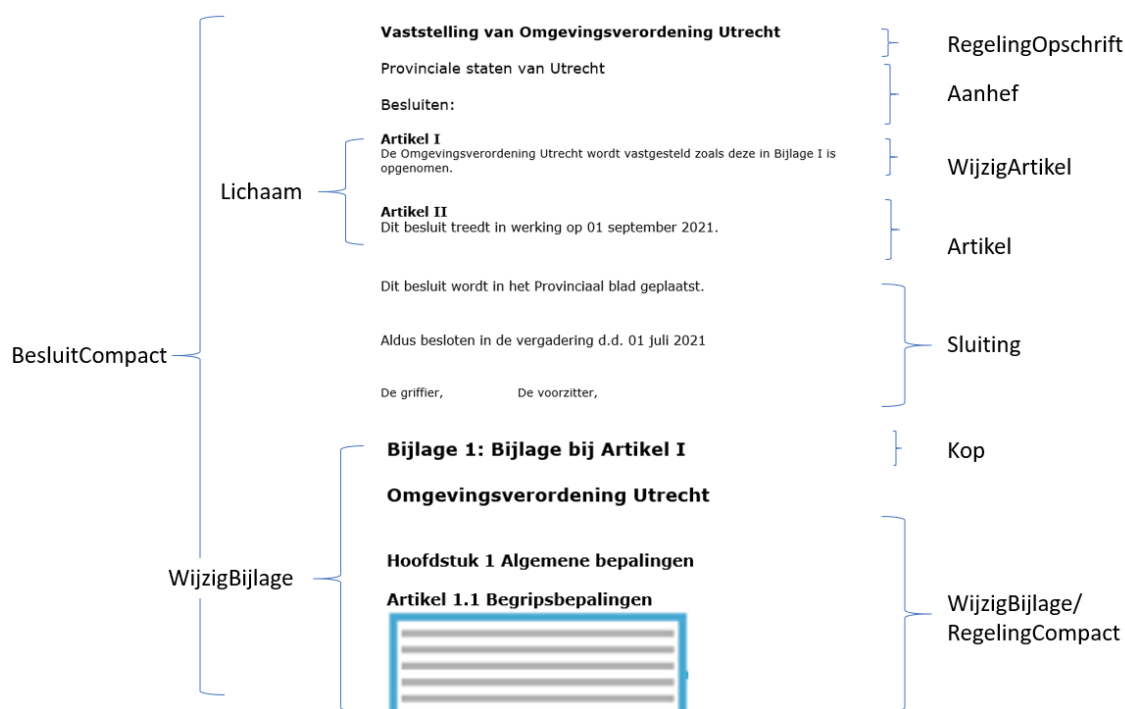 Vaststelling van Omgevingsverordening Utrecht
RegelingOpschrift
Provinciale staten van Utrecht
Aanhef
Besluiten:
Artikel I
De Omgevingsverordening Utrecht wordt vastgesteld zoals deze in Bijlage I is
opgenomen.
WijzigArtikel
Lichaam
Artikel II
Dit besluit treedt in werking op 01 september 2021.
Artikel
Dit besluit wordt in het Provinciaal blad geplaatst.
Aldus besloten in de vergadering d.d. 01 juli 2021
Sluiting
BesluitCompact
De griffier, De voorzitter,
Bijlage 1: Bijlage bij Artikel I
Kop
Omgevingsverordening Utrecht
Hoofdstuk 1 Algemene bepalingen
WijzigBijlage
Artikel 1.1 Begripsbepalingen
WijzigBijlage/
RegelingCompact